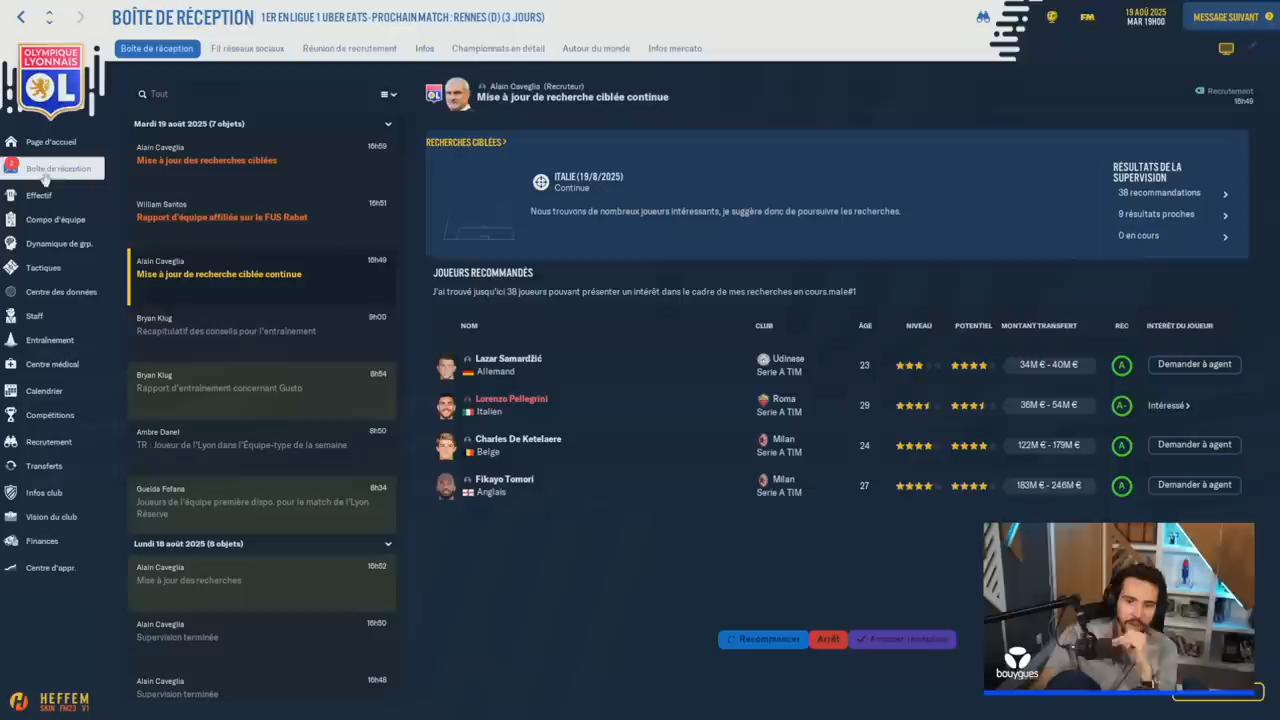 BOÎTE DE RÉCEPTION
1ER EN LIGUE 1 UBER EATS - PROCHAIN MATCH : RENNES (D) (3 JOURS)
FM
19 AOÛ 2025
MAR 19H00
MESSAGE SUIVANT
Boîte de réception
Fil réseaux sociaux
Réunion de recrutement
Infos
Championnats en détail
Autour du monde
Infos mercato
OLYMPIQUE
LYONNAIS
OL
Page d'accueil
2
Boîte de réception
Effectif
Compo d'équipe
Dynamique de grp.
Tactiques
Centre des données
Staff
Entraînement
Centre médical
Calendrier
Compétitions
Recrutement
Transferts
Infos club
Vision du club
Finances
Centre d'appr.
HEFFEM
SKIN FM23 V1
Tout
Mardi 19 août 2025 (7 objets)
Alain Caveglia 16h59
Mise à jour des recherches ciblées
William Santos 16h51
Rapport d'équipe affiliée sur le FUS Rabat
Alain Caveglia 16h49
Mise à jour de recherche ciblée continue
Bryan Klug 9h00
Récapitulatif des conseils pour l'entraînement
Bryan Klug 8h54
Rapport d'entraînement concernant Gusto
Ambre Danel 8h50
TR : Joueur de l'Lyon dans l'Équipe-type de la semaine
Gueïda Fofana 8h34
Joueurs de l'équipe première dispo. pour le match de l'Lyon
Réserve
Lundi 18 août 2025 (8 objets)
Alain Caveglia 16h52
Mise à jour des recherches
Alain Caveglia 16h50
Supervision terminée
Alain Caveglia 16h48
Supervision terminée
Alain Caveglia (Recruteur)
Mise à jour de recherche ciblée continue
Recrutement
16h49
RECHERCHES CIBLÉES >
ITALIE (19/8/2025)
Continue
Nous trouvons de nombreux joueurs intéressants, je suggère donc de poursuivre les recherches.
RÉSULTATS DE LA
SUPERVISION
38 recommandations
9 résultats proches
0 en cours
JOUEURS RECOMMANDÉS
J'ai trouvé jusqu'ici 38 joueurs pouvant présenter un intérêt dans le cadre de mes recherches en cours.male#1
NOM CLUB ÂGE NIVEAU POTENTIEL MONTANT TRANSFERT REC INTÉRÊT DU JOUEUR
Lazar Samardžić Udinese
Allemand Serie A TIM 23 34M € - 40M € A Demander à agent
Lorenzo Pellegrini Roma
Italien Serie A TIM 29 36M € - 54M € A- Intéressé >
Charles De Ketelaere Milan
Belge Serie A TIM 24 122M € - 179M € A Demander à agent
Fikayo Tomori Milan
Anglais Serie A TIM 27 183M € - 246M € A Demander à agent
Recommencer
Arrêt
bouygues